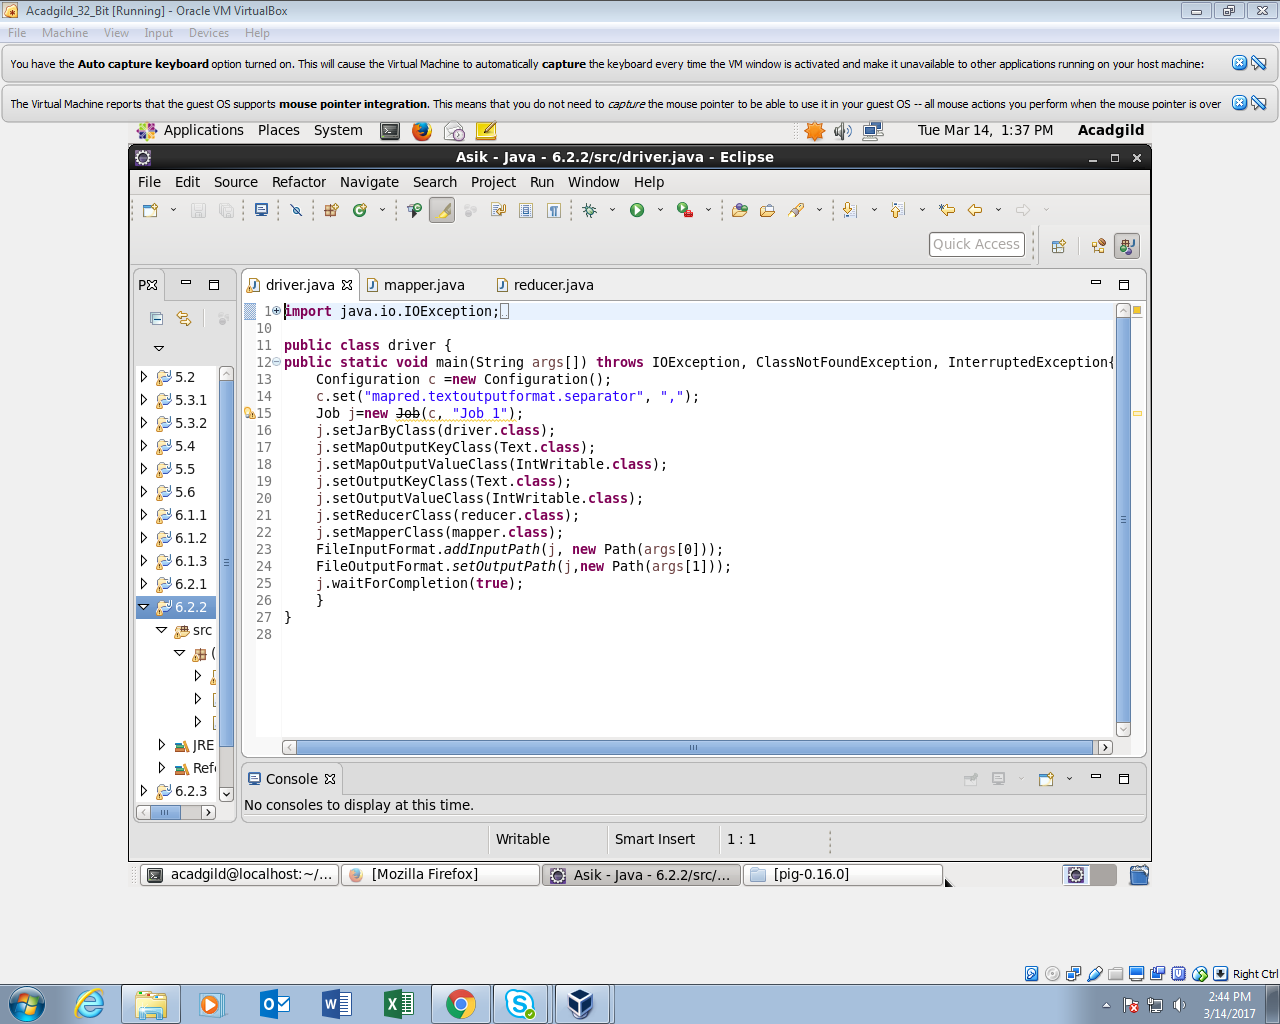 Acadgild_32_Bit [Running] - Oracle VM VirtualBox
File Machine View Input Devices Help
You have the Auto capture keyboard option turned on. This will cause the Virtual Machine to automatically capture the keyboard every time the VM window is activated and make it unavailable to other applications running on your host machine:
The Virtual Machine reports that the guest OS supports mouse pointer integration. This means that you do not need to capture the mouse pointer to be able to use it in your guest OS -- all mouse actions you perform when the mouse pointer is over
Applications Places System Tue Mar 14, 1:37 PM Acadgild
Asik - Java - 6.2.2/src/driver.java - Eclipse
File Edit Source Refactor Navigate Search Project Run Window Help
Quick Access
P
driver.java mapper.java reducer.java
5.2
5.3.1
5.3.2
5.4
5.5
5.6
6.1.1
6.1.2
6.1.3
6.2.1
6.2.2
src
(
JRE
Refe
6.2.3
1 import java.io.IOException;
10
11 public class driver {
12 public static void main(String args[]) throws IOException, ClassNotFoundException, InterruptedException{
13 Configuration c =new Configuration();
14 c.set("mapred.textoutputformat.separator", ",");
15 Job j=new Job(c, "Job 1");
16 j.setJarByClass(driver.class);
17 j.setMapOutputKeyClass(Text.class);
18 j.setMapOutputValueClass(IntWritable.class);
19 j.setOutputKeyClass(Text.class);
20 j.setOutputValueClass(IntWritable.class);
21 j.setReducerClass(reducer.class);
22 j.setMapperClass(mapper.class);
23 FileInputFormat.addInputPath(j, new Path(args[0]));
24 FileOutputFormat.setOutputPath(j,new Path(args[1]));
25 j.waitForCompletion(true);
26 }
27 }
28
Console
No consoles to display at this time.
Writable Smart Insert 1 : 1
acadgild@localhost:~/... [Mozilla Firefox] Asik - Java - 6.2.2/src/... [pig-0.16.0]
Right Ctrl
2:44 PM
3/14/2017